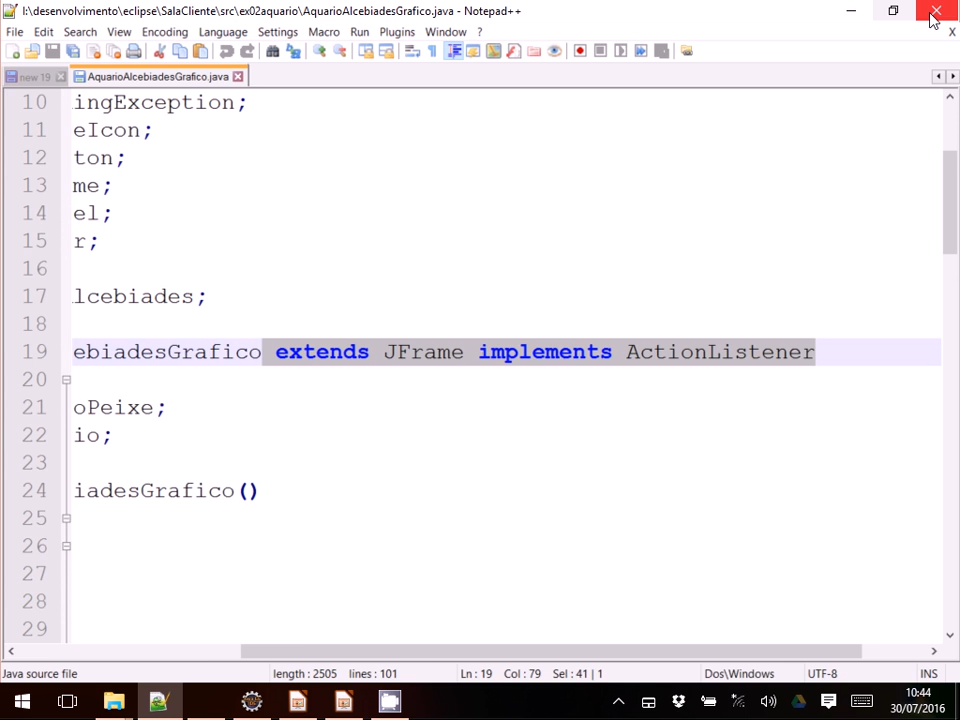 I:\desenvolvimento\eclipse\SalaCliente\src\ex02aquario\AquarioAlcebiadesGrafico.java - Notepad++
File Edit Search View Encoding Language Settings Macro Run Plugins Window ? X
new 19 AquarioAlcebiadesGrafico.java
10 ingException;
11 eIcon;
12 ton;
13 me;
14 el;
15 r;
16
17 lcebiades;
18
19 ebiadesGrafico extends JFrame implements ActionListener
20
21 oPeixe;
22 io;
23
24 iadesGrafico()
25
26
27
28
29
Java source file length : 2505 lines : 101 Ln : 19 Col : 79 Sel : 41 | 1 Dos\Windows UTF-8 INS
10:44
30/07/2016